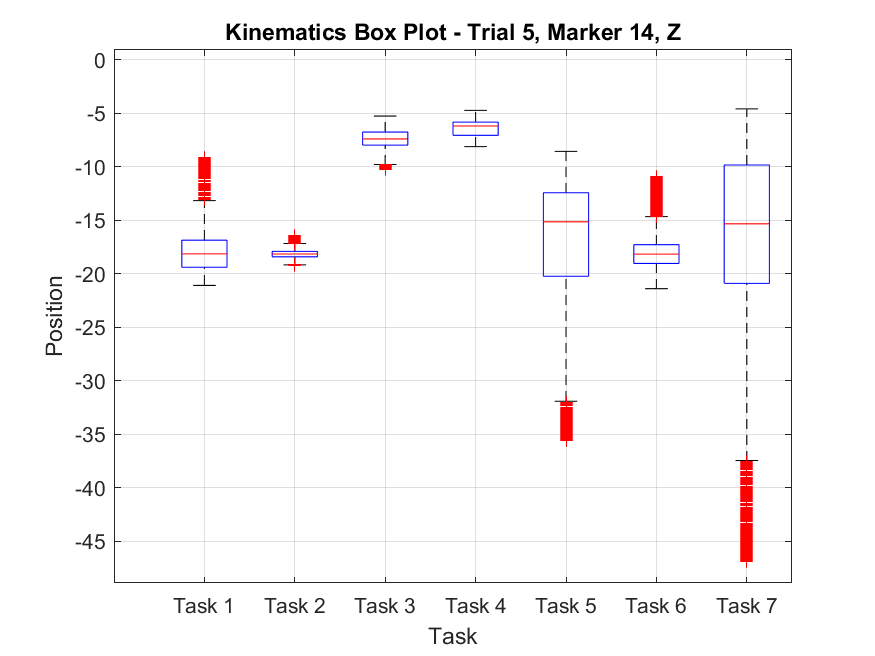 Kinematics Box Plot - Trial 5, Marker 14, Z
0
-5
-10
-15
-20
-25
-30
-35
-40
-45
Position
Task 1 Task 2 Task 3 Task 4 Task 5 Task 6 Task 7
Task